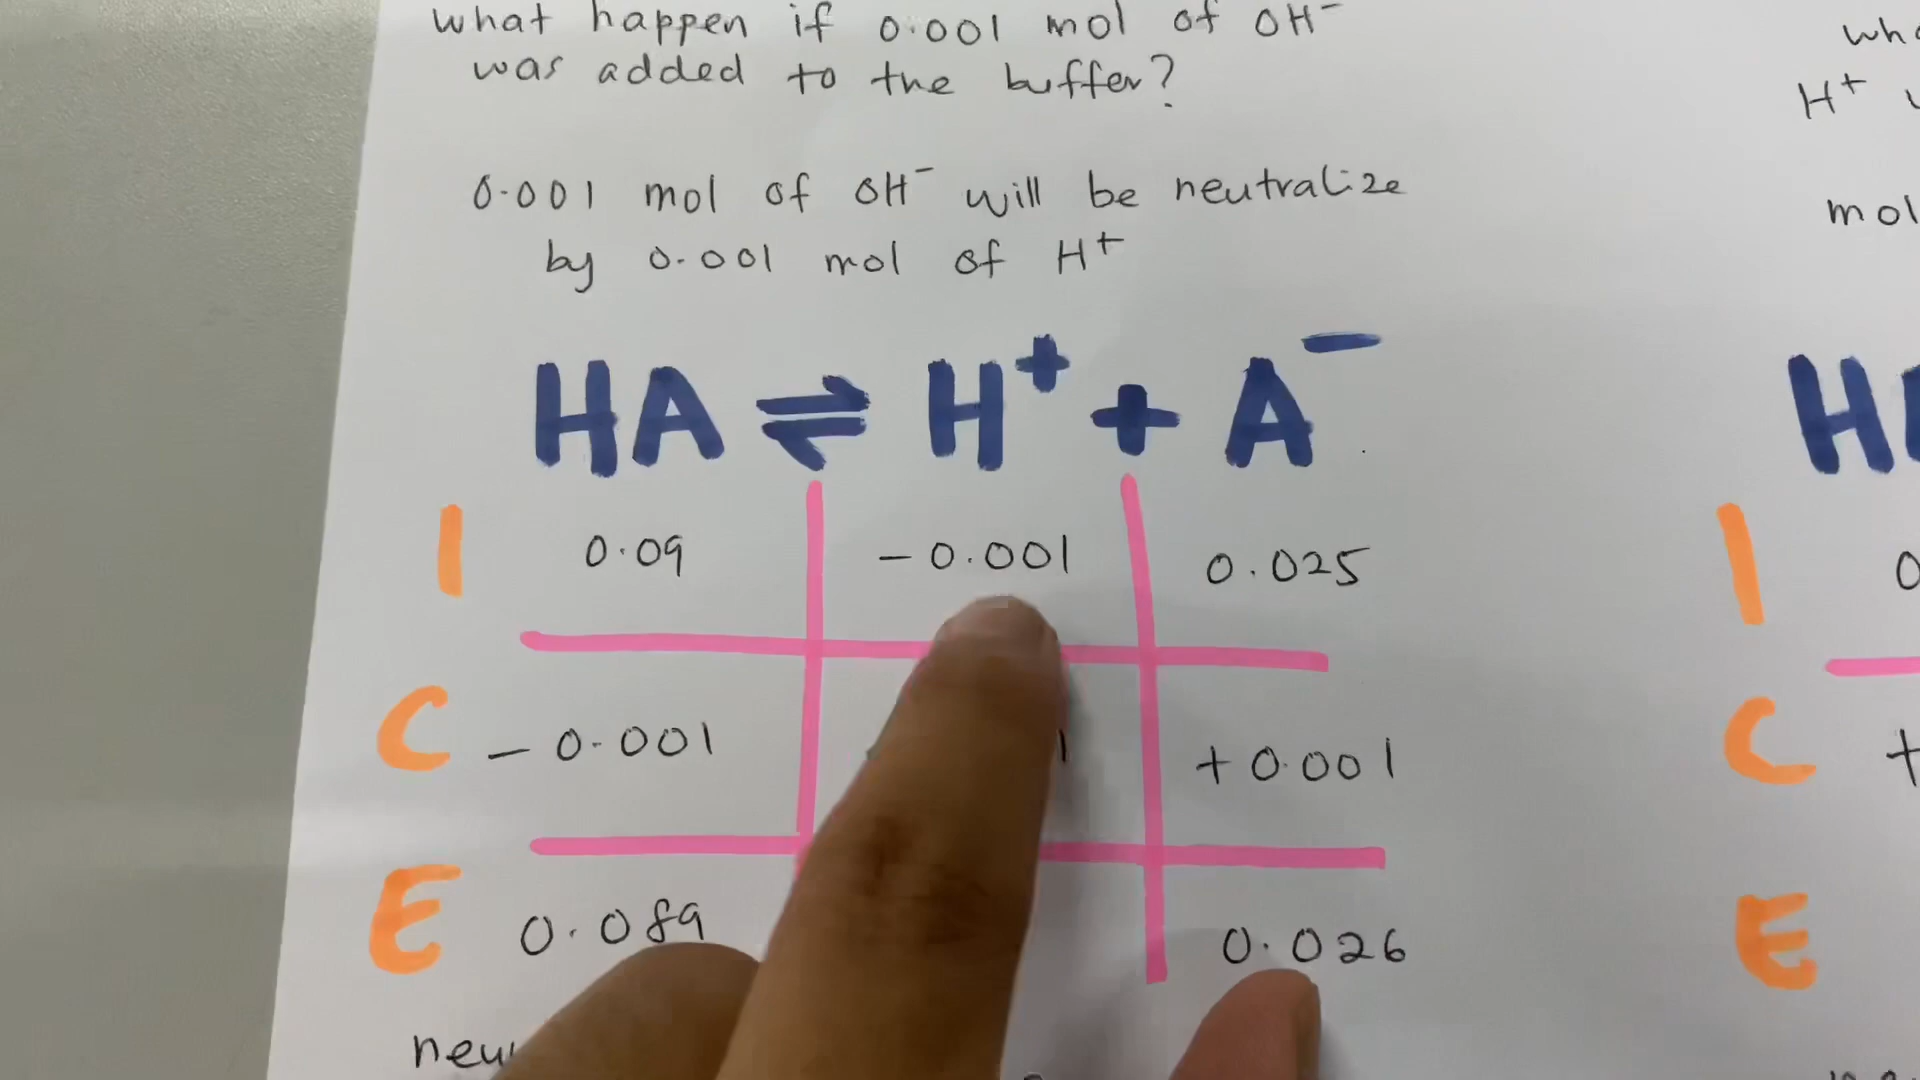 what happen if 0.001 mol of OH⁻
was added to the buffer?
0.001 mol of OH⁻ will be neutralize
by 0.001 mol of H⁺
HA ⇌ H⁺ + A⁻
I 0.09 - 0.001 0.025
C - 0.001 + 0.001
E 0.089 0.026
H⁺
mol
I
C +
E